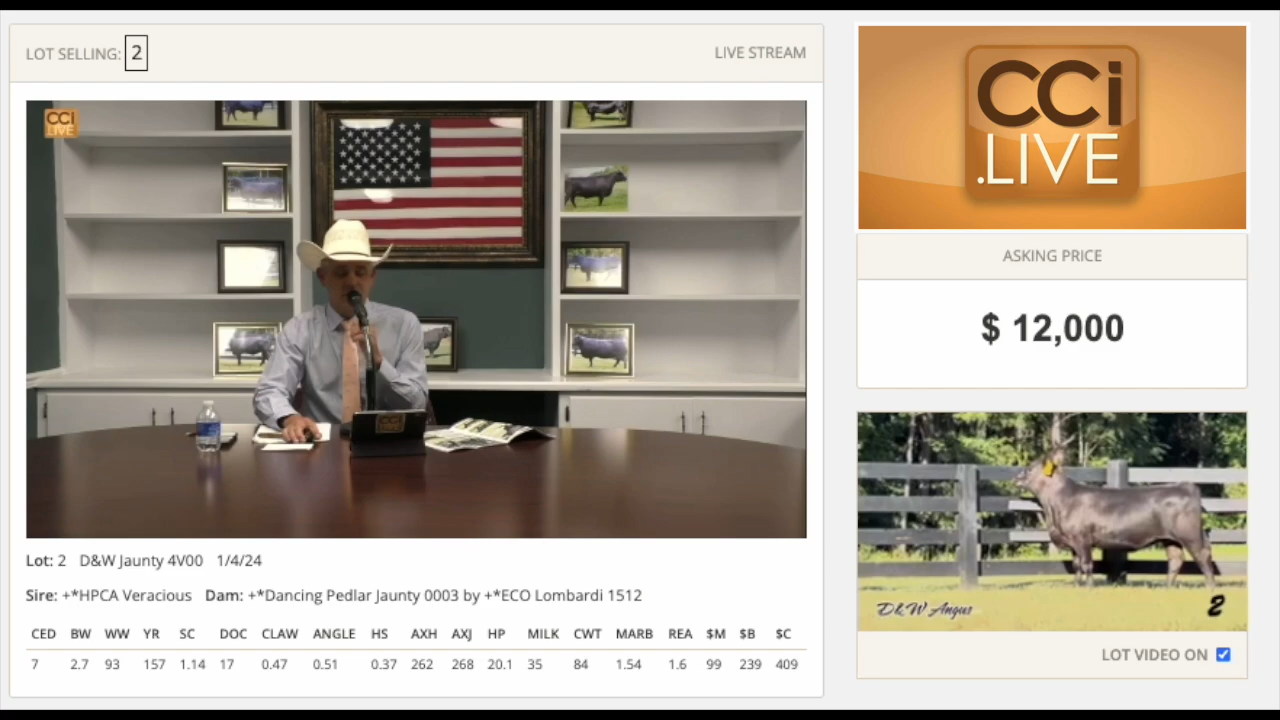 LOT SELLING: 2
LIVE STREAM
CCi
LIVE
CCi
.LIVE
ASKING PRICE
$ 12,000
Lot: 2 D&W Jaunty 4V00 1/4/24
Sire: +*HPCA Veracious Dam: +*Dancing Pedlar Jaunty 0003 by +*ECO Lombardi 1512
CED BW WW YR SC DOC CLAW ANGLE HS AXH AXJ HP MILK CWT MARB REA $M $B $C
7 2.7 93 157 1.14 17 0.47 0.51 0.37 262 268 20.1 35 84 1.54 1.6 99 239 409
D&W Angus 2
LOT VIDEO ON